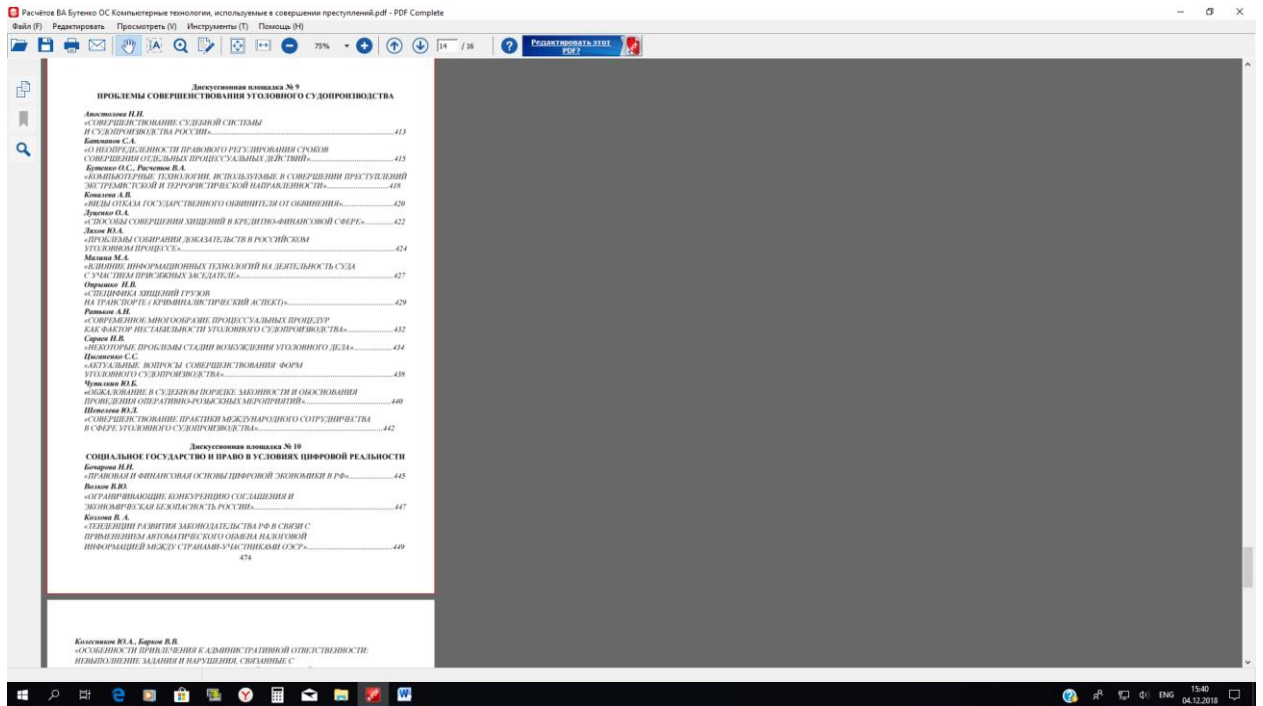 Расчётов ВА Бутенко ОС Компьютерные технологии, используемые в совершении преступлений.pdf - PDF Complete
Файл (F) Редактировать Просмотреть (V) Инструменты (T) Помощь (H)
75% 14 / 16 Редактировать этот
PDF?
Дискуссионная площадка № 9
ПРОБЛЕМЫ СОВЕРШЕНСТВОВАНИЯ УГОЛОВНОГО СУДОПРОИЗВОДСТВА
Апостолова Н.Н.
«СОВЕРШЕНСТВОВАНИЕ СУДЕБНОЙ СИСТЕМЫ
И СУДОПРОИЗВОДСТВА РОССИИ»...413
Батманов С.А.
«О НЕОПРЕДЕЛЕННОСТИ ПРАВОВОГО РЕГУЛИРОВАНИЯ СРОКОВ
СОВЕРШЕНИЯ ОТДЕЛЬНЫХ ПРОЦЕССУАЛЬНЫХ ДЕЙСТВИЙ»...415
Бутенко О.С., Расчетов В.А.
«КОМПЬЮТЕРНЫЕ ТЕХНОЛОГИИ, ИСПОЛЬЗУЕМЫЕ В СОВЕРШЕНИИ ПРЕСТУПЛЕНИЙ
ЭКСТРЕМИСТСКОЙ И ТЕРРОРИСТИЧЕСКОЙ НАПРАВЛЕННОСТИ»...418
Ковалева А.В.
«ВИДЫ ОТКАЗА ГОСУДАРСТВЕННОГО ОБВИНИТЕЛЯ ОТ ОБВИНЕНИЯ»...420
Луценко О.А.
«СПОСОБЫ СОВЕРШЕНИЯ ХИЩЕНИЙ В КРЕДИТНО-ФИНАНСОВОЙ СФЕРЕ»...422
Ляхов Ю.А.
«ПРОБЛЕМЫ СОБИРАНИЯ ДОКАЗАТЕЛЬСТВ В РОССИЙСКОМ
УГОЛОВНОМ ПРОЦЕССЕ»...424
Малина М.А.
«ВЛИЯНИЕ ИНФОРМАЦИОННЫХ ТЕХНОЛОГИЙ НА ДЕЯТЕЛЬНОСТЬ СУДА
С УЧАСТИЕМ ПРИСЯЖНЫХ ЗАСЕДАТЕЛЕ»...427
Опрышко Н.В.
«СПЕЦИФИКА ХИЩЕНИЙ ГРУЗОВ
НА ТРАНСПОРТЕ ( КРИМИНАЛИСТИЧЕСКИЙ АСПЕКТ)»...429
Ратьков А.Н.
«СОВРЕМЕННОЕ МНОГООБРАЗИЕ ПРОЦЕССУАЛЬНЫХ ПРОЦЕДУР
КАК ФАКТОР НЕСТАБИЛЬНОСТИ УГОЛОВНОГО СУДОПРОИЗВОДСТВА»...432
Сараев Н.В.
«НЕКОТОРЫЕ ПРОБЛЕМЫ СТАДИИ ВОЗБУЖДЕНИЯ УГОЛОВНОГО ДЕЛА»...434
Цыганенко С.С.
«АКТУАЛЬНЫЕ ВОПРОСЫ СОВЕРШЕНСТВОВАНИЯ ФОРМ
УГОЛОВНОГО СУДОПРОИЗВОДСТВА»...438
Чупилкин Ю.Б.
«ОБЖАЛОВАНИЕ В СУДЕБНОМ ПОРЯДКЕ ЗАКОННОСТИ И ОБОСНОВАНИЯ
ПРОВЕДЕНИЯ ОПЕРАТИВНО-РОЗЫСКНЫХ МЕРОПРИЯТИЙ»...440
Шепелева Ю.Л.
«СОВЕРШЕНСТВОВАНИЕ ПРАКТИКИ МЕЖДУНАРОДНОГО СОТРУДНИЧЕСТВА
В СФЕРЕ УГОЛОВНОГО СУДОПРОИЗВОДСТВА»...442
Дискуссионная площадка № 10
СОЦИАЛЬНОЕ ГОСУДАРСТВО И ПРАВО В УСЛОВИЯХ ЦИФРОВОЙ РЕАЛЬНОСТИ
Бочарова Н.Н.
«ПРАВОВАЯ И ФИНАНСОВАЯ ОСНОВЫ ЦИФРОВОЙ ЭКОНОМИКИ В РФ»...445
Волков В.Ю.
«ОГРАНИЧИВАЮЩИЕ КОНКУРЕНЦИЮ СОГЛАШЕНИЯ И
ЭКОНОМИЧЕСКАЯ БЕЗОПАСНОСТЬ РОССИИ»...447
Козлова В. А.
«ТЕНДЕНЦИИ РАЗВИТИЯ ЗАКОНОДАТЕЛЬСТВА РФ В СВЯЗИ С
ПРИМЕНЕНИЕМ АВТОМАТИЧЕСКОГО ОБМЕНА НАЛОГОВОЙ
ИНФОРМАЦИЕЙ МЕЖДУ СТРАНАМИ-УЧАСТНИКАМИ ОЭСР»...449
474
Колесников Ю.А., Барков В.В.
«ОСОБЕННОСТИ ПРИВЛЕЧЕНИЯ К АДМИНИСТРАТИВНОЙ ОТВЕТСТВЕННОСТИ:
НЕВЫПОЛНЕНИЕ ЗАДАНИЯ И НАРУШЕНИЯ, СВЯЗАННЫЕ С
ENG 15:40
04.12.2018